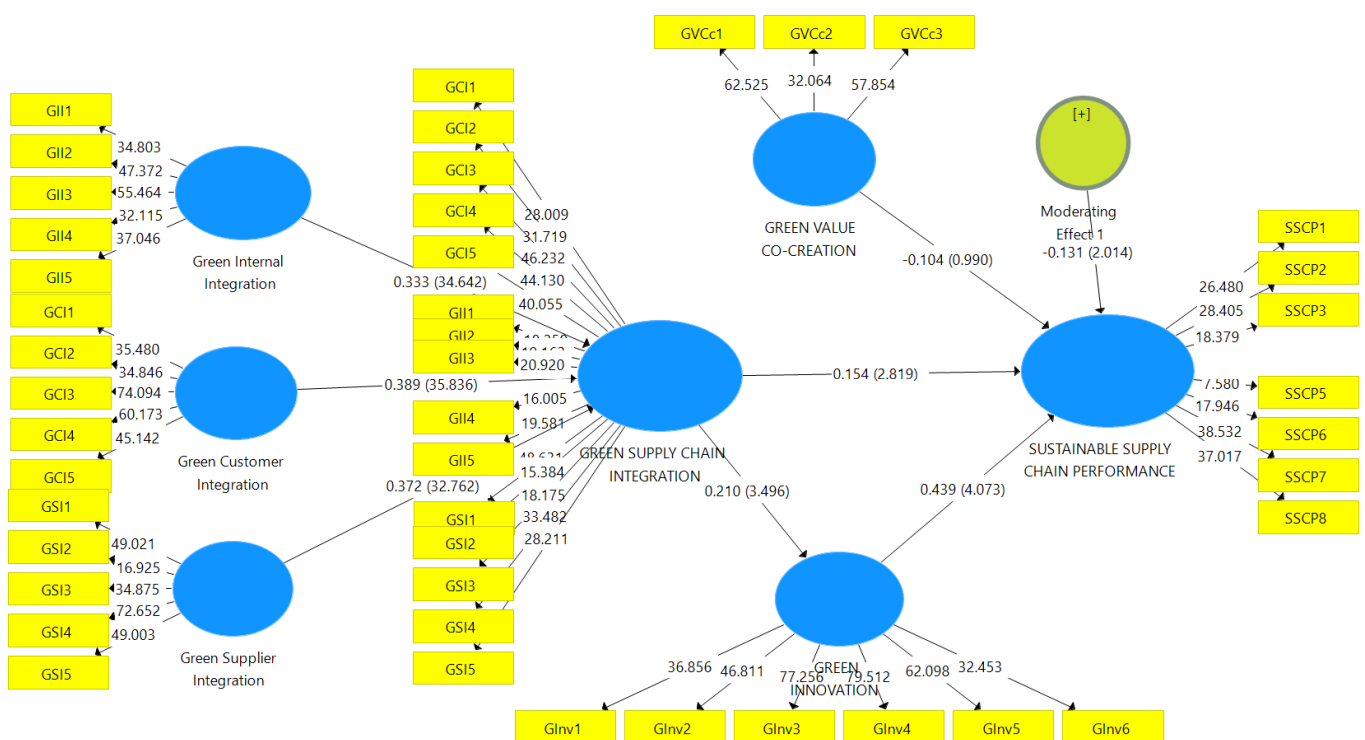 GVCc1
GVCc2
GVCc3
62.525
32.064
57.854
GREEN VALUE
CO-CREATION
[+]
Moderating
Effect 1
-0.104 (0.990)
-0.131 (2.014)
GII1
GII2
GII3
GII4
GII5
34.803
47.372
55.464
32.115
37.046
Green Internal
Integration
0.333 (34.642)
GCI1
GCI2
GCI3
GCI4
GCI5
35.480
34.846
74.094
60.173
45.142
Green Customer
Integration
0.389 (35.836)
GSI1
GSI2
GSI3
GSI4
GSI5
49.021
16.925
34.875
72.652
49.003
Green Supplier
Integration
0.372 (32.762)
GCI1
GCI2
GCI3
GCI4
GCI5
28.009
31.719
46.232
44.130
40.055
GII1
GII2
GII3
GII4
GII5
20.920
16.005
19.581
GSI1
GSI2
GSI3
GSI4
GSI5
15.384
18.175
33.482
28.211
GREEN SUPPLY CHAIN
INTEGRATION
0.154 (2.819)
0.210 (3.496)
0.439 (4.073)
SUSTAINABLE SUPPLY
CHAIN PERFORMANCE
SSCP1
SSCP2
SSCP3
SSCP5
SSCP6
SSCP7
SSCP8
26.480
28.405
18.379
7.580
17.946
38.532
37.017
GREEN
INNOVATION
36.856
46.811
77.256
79.512
62.098
32.453
GInv1
GInv2
GInv3
GInv4
GInv5
GInv6